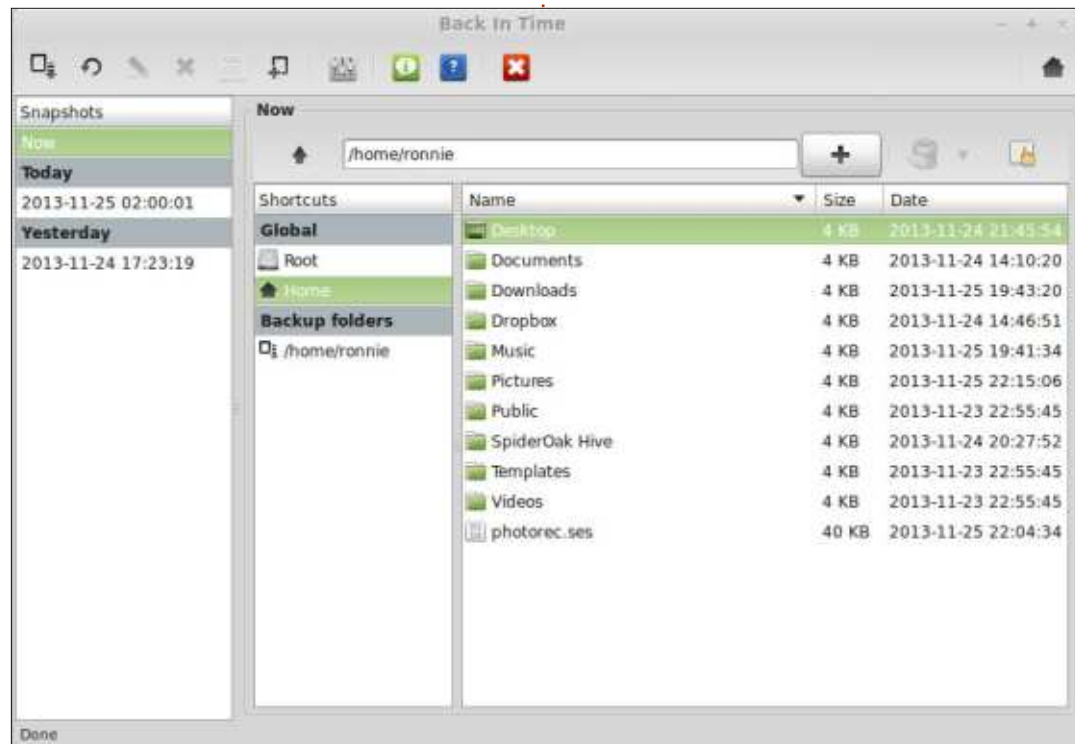 Back In Time
Snapshots
Now
Today
2013-11-25 02:00:01
Yesterday
2013-11-24 17:23:19
Now
/home/ronnie
Shortcuts
Global
Root
Home
Backup folders
/home/ronnie
Name Size Date
Desktop 4 KB 2013-11-24 21:45:54
Documents 4 KB 2013-11-24 14:10:20
Downloads 4 KB 2013-11-25 19:43:20
Dropbox 4 KB 2013-11-24 14:46:51
Music 4 KB 2013-11-25 19:41:34
Pictures 4 KB 2013-11-25 22:15:06
Public 4 KB 2013-11-23 22:55:45
SpiderOak Hive 4 KB 2013-11-24 20:27:52
Templates 4 KB 2013-11-23 22:55:45
Videos 4 KB 2013-11-23 22:55:45
photorec.ses 40 KB 2013-11-25 22:04:34
Done